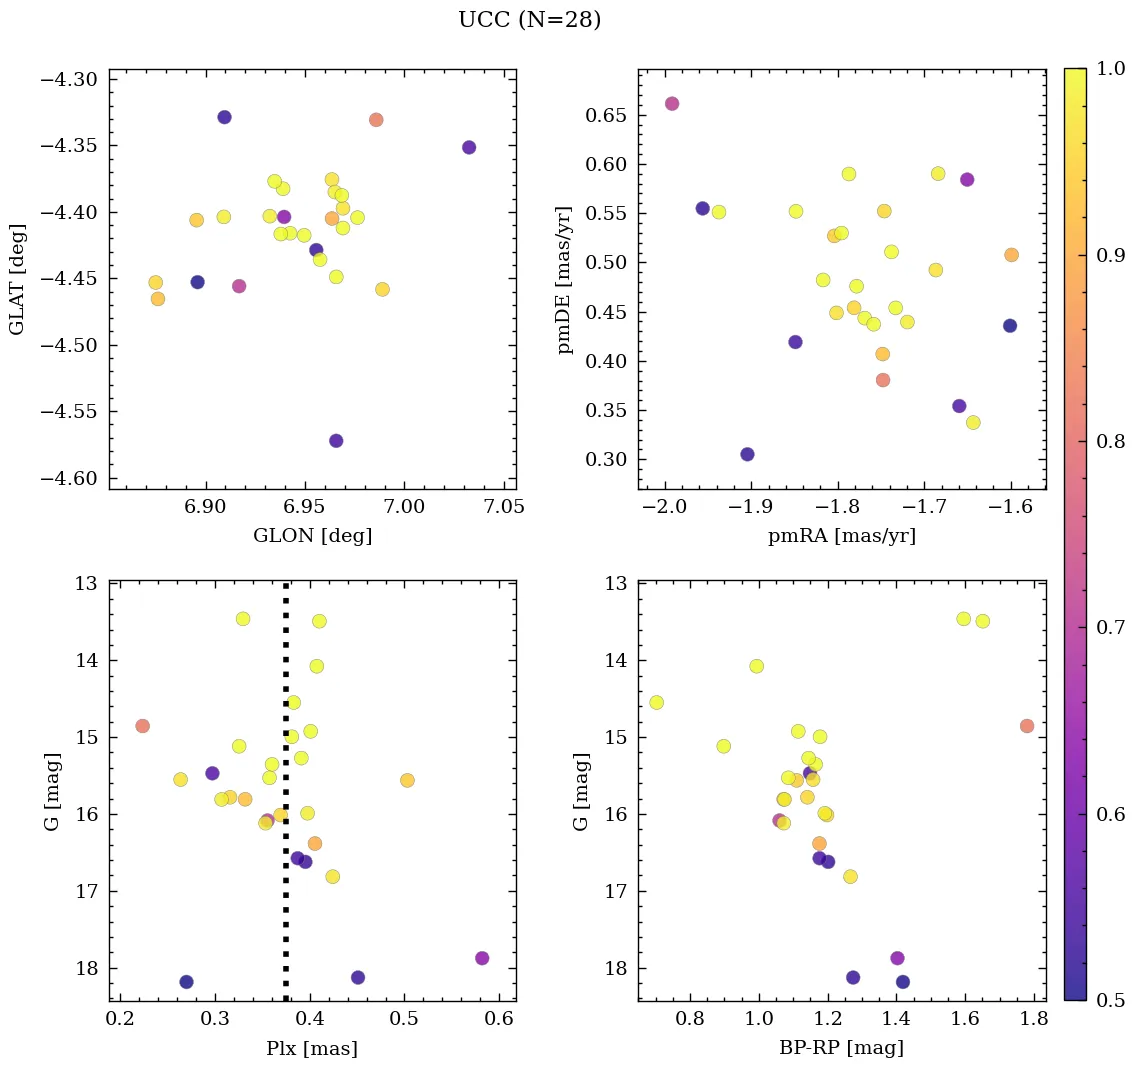 UCC (N=28)
−4.30
−4.35
−4.40
−4.45
−4.50
−4.55
−4.60
GLAT [deg]
6.90 6.95 7.00 7.05
GLON [deg]
0.65
0.60
0.55
0.50
0.45
0.40
0.35
0.30
pmDE [mas/yr]
−2.0 −1.9 −1.8 −1.7 −1.6
pmRA [mas/yr]
13
14
15
16
17
18
G [mag]
0.2 0.3 0.4 0.5 0.6
Plx [mas]
13
14
15
16
17
18
G [mag]
0.8 1.0 1.2 1.4 1.6 1.8
BP-RP [mag]
1.0
0.9
0.8
0.7
0.6
0.5